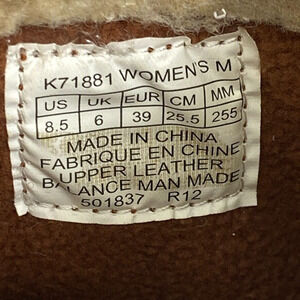 K71881 WOMEN'S M
US UK EUR CM MM
8.5 6 39 25.5 255
MADE IN CHINA
FABRIQUE EN CHINE
UPPER LEATHER
BALANCE MAN MADE
501837 R12